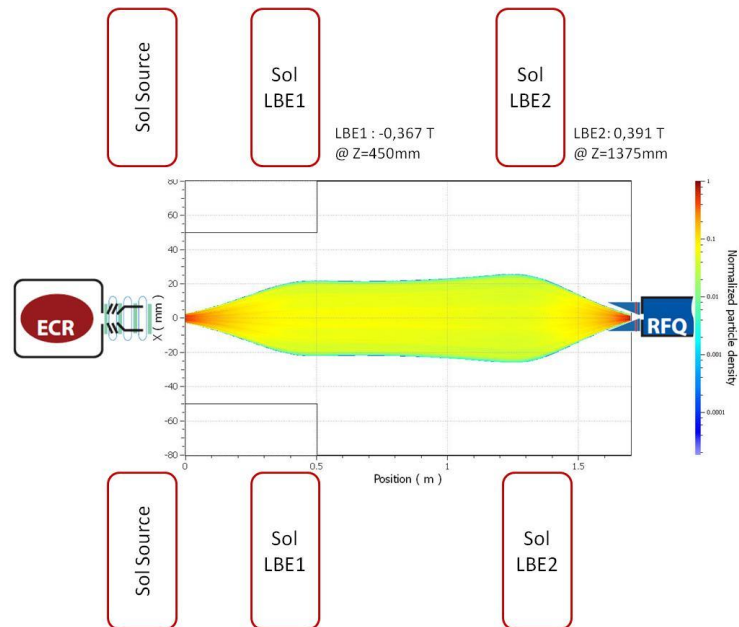 Sol Source
Sol
LBE1
Sol
LBE2
LBE1 : -0,367 T
@ Z=450mm
LBE2: 0,391 T
@ Z=1375mm
80
60
40
20
0
-20
-40
-60
-80
X ( mm )
0
0.5
1
1.5
Position ( m )
ECR
RFQ
1
0.1
0.01
0.001
0.0001
Normalized particle density
Sol Source
Sol
LBE1
Sol
LBE2